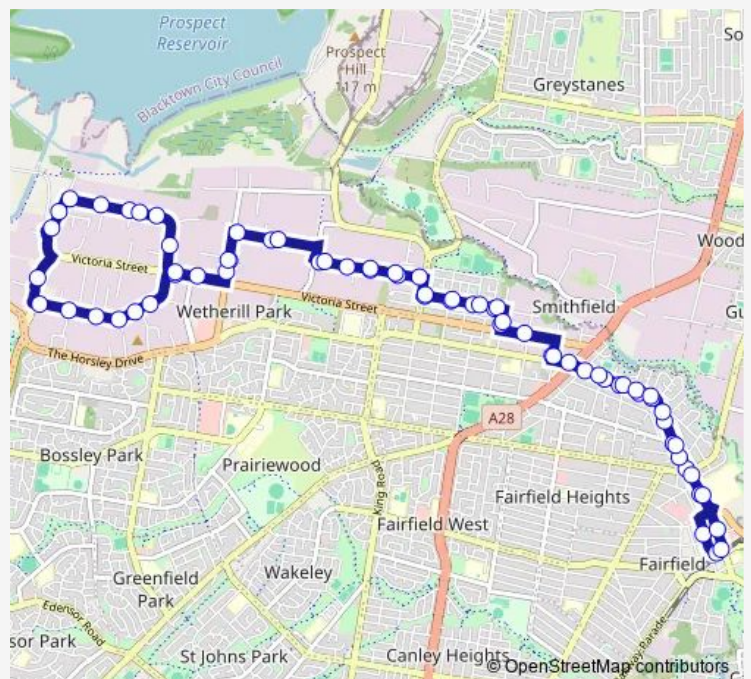 Prospect
Reservoir
Prospect
Hill
117 m
So
Blacktown City Council
Greystanes
Wood
Victoria Street
Wetherill Park
Victoria Street
Smithfield
Gu
The Horsley Drive
A28
Bossley Park
Prairiewood
King Road
Fairfield Heights
Fairfield West
Greenfield
Park
Wakeley
Fairfield
Edensor Road
sor Park
St Johns Park
Canley Heights
© OpenStreetMap contributors